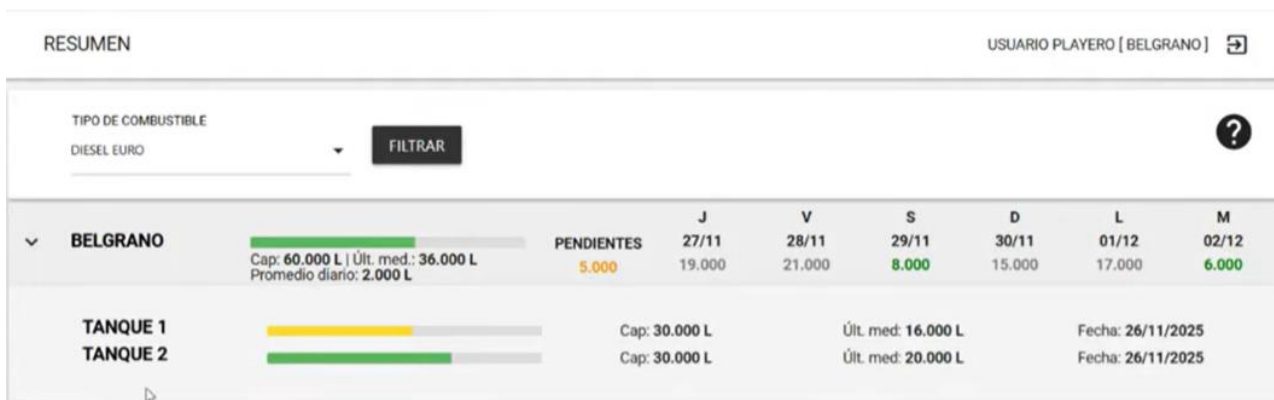 RESUMEN
USUARIO PLAYERO [ BELGRANO ]
TIPO DE COMBUSTIBLE
DIESEL EURO
FILTRAR
?
J V S D L M
BELGRANO PENDIENTES 27/11 28/11 29/11 30/11 01/12 02/12
Cap: 60.000 L | Últ. med.: 36.000 L 5.000 19.000 21.000 8.000 15.000 17.000 6.000
Promedio diario: 2.000 L
TANQUE 1 Cap: 30.000 L Últ. med: 16.000 L Fecha: 26/11/2025
TANQUE 2 Cap: 30.000 L Últ. med: 20.000 L Fecha: 26/11/2025